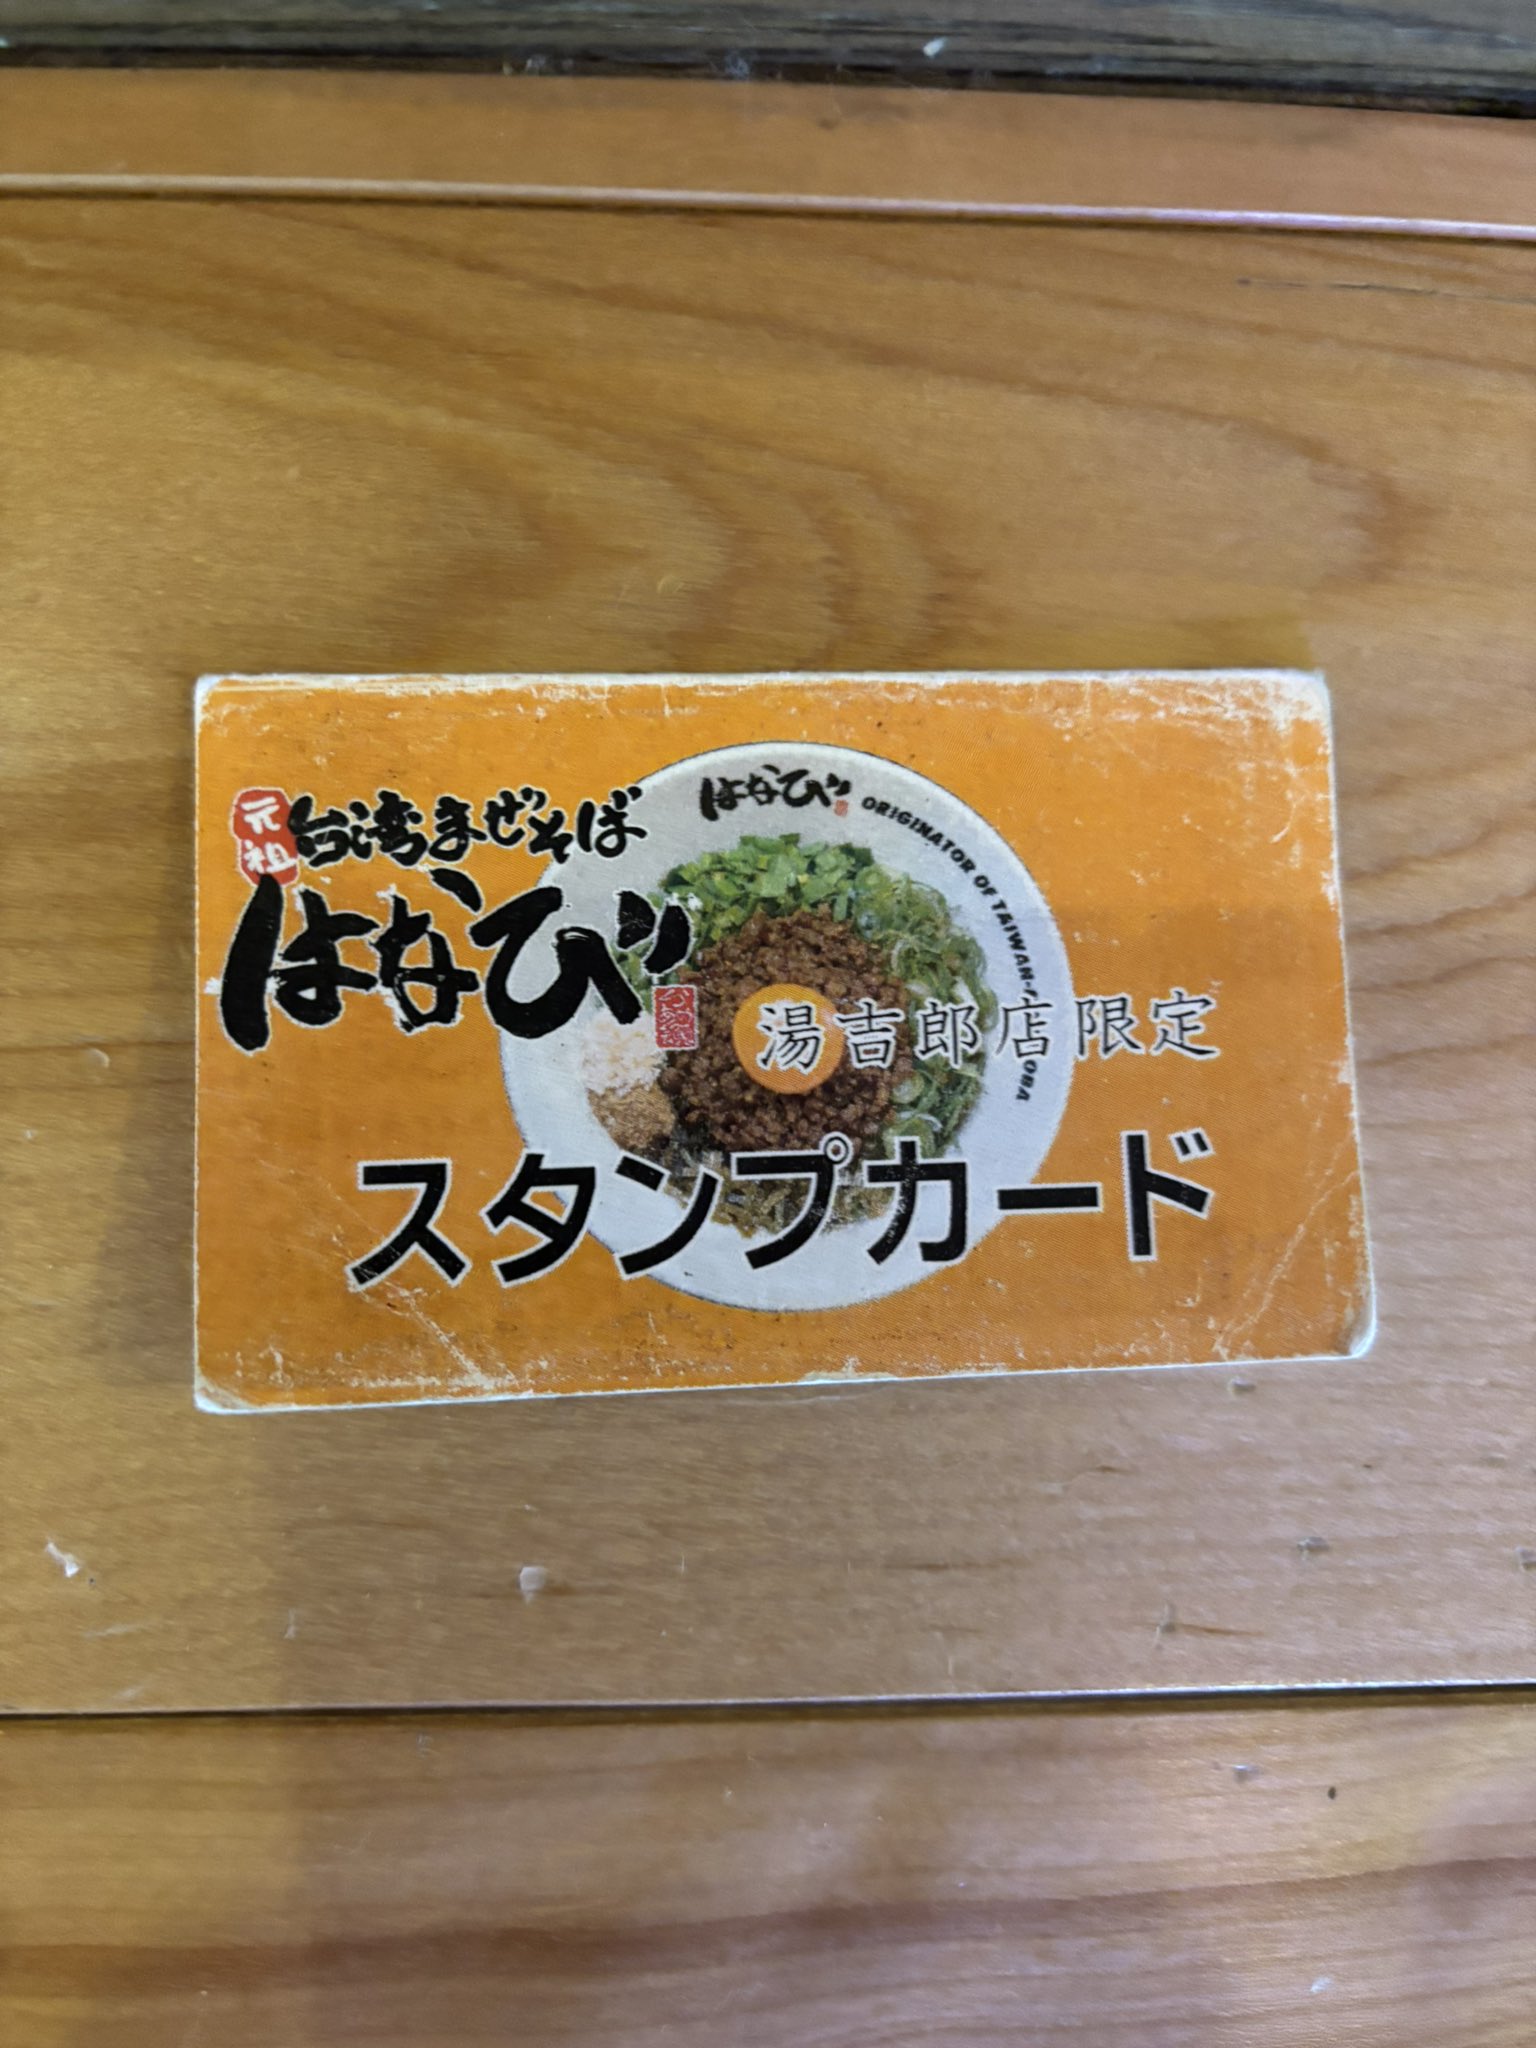 元祖
台湾まぜそば
はなび
はなび
ORIGINATOR OF TAIWAN-
湯吉郎店限定
スタンプカード